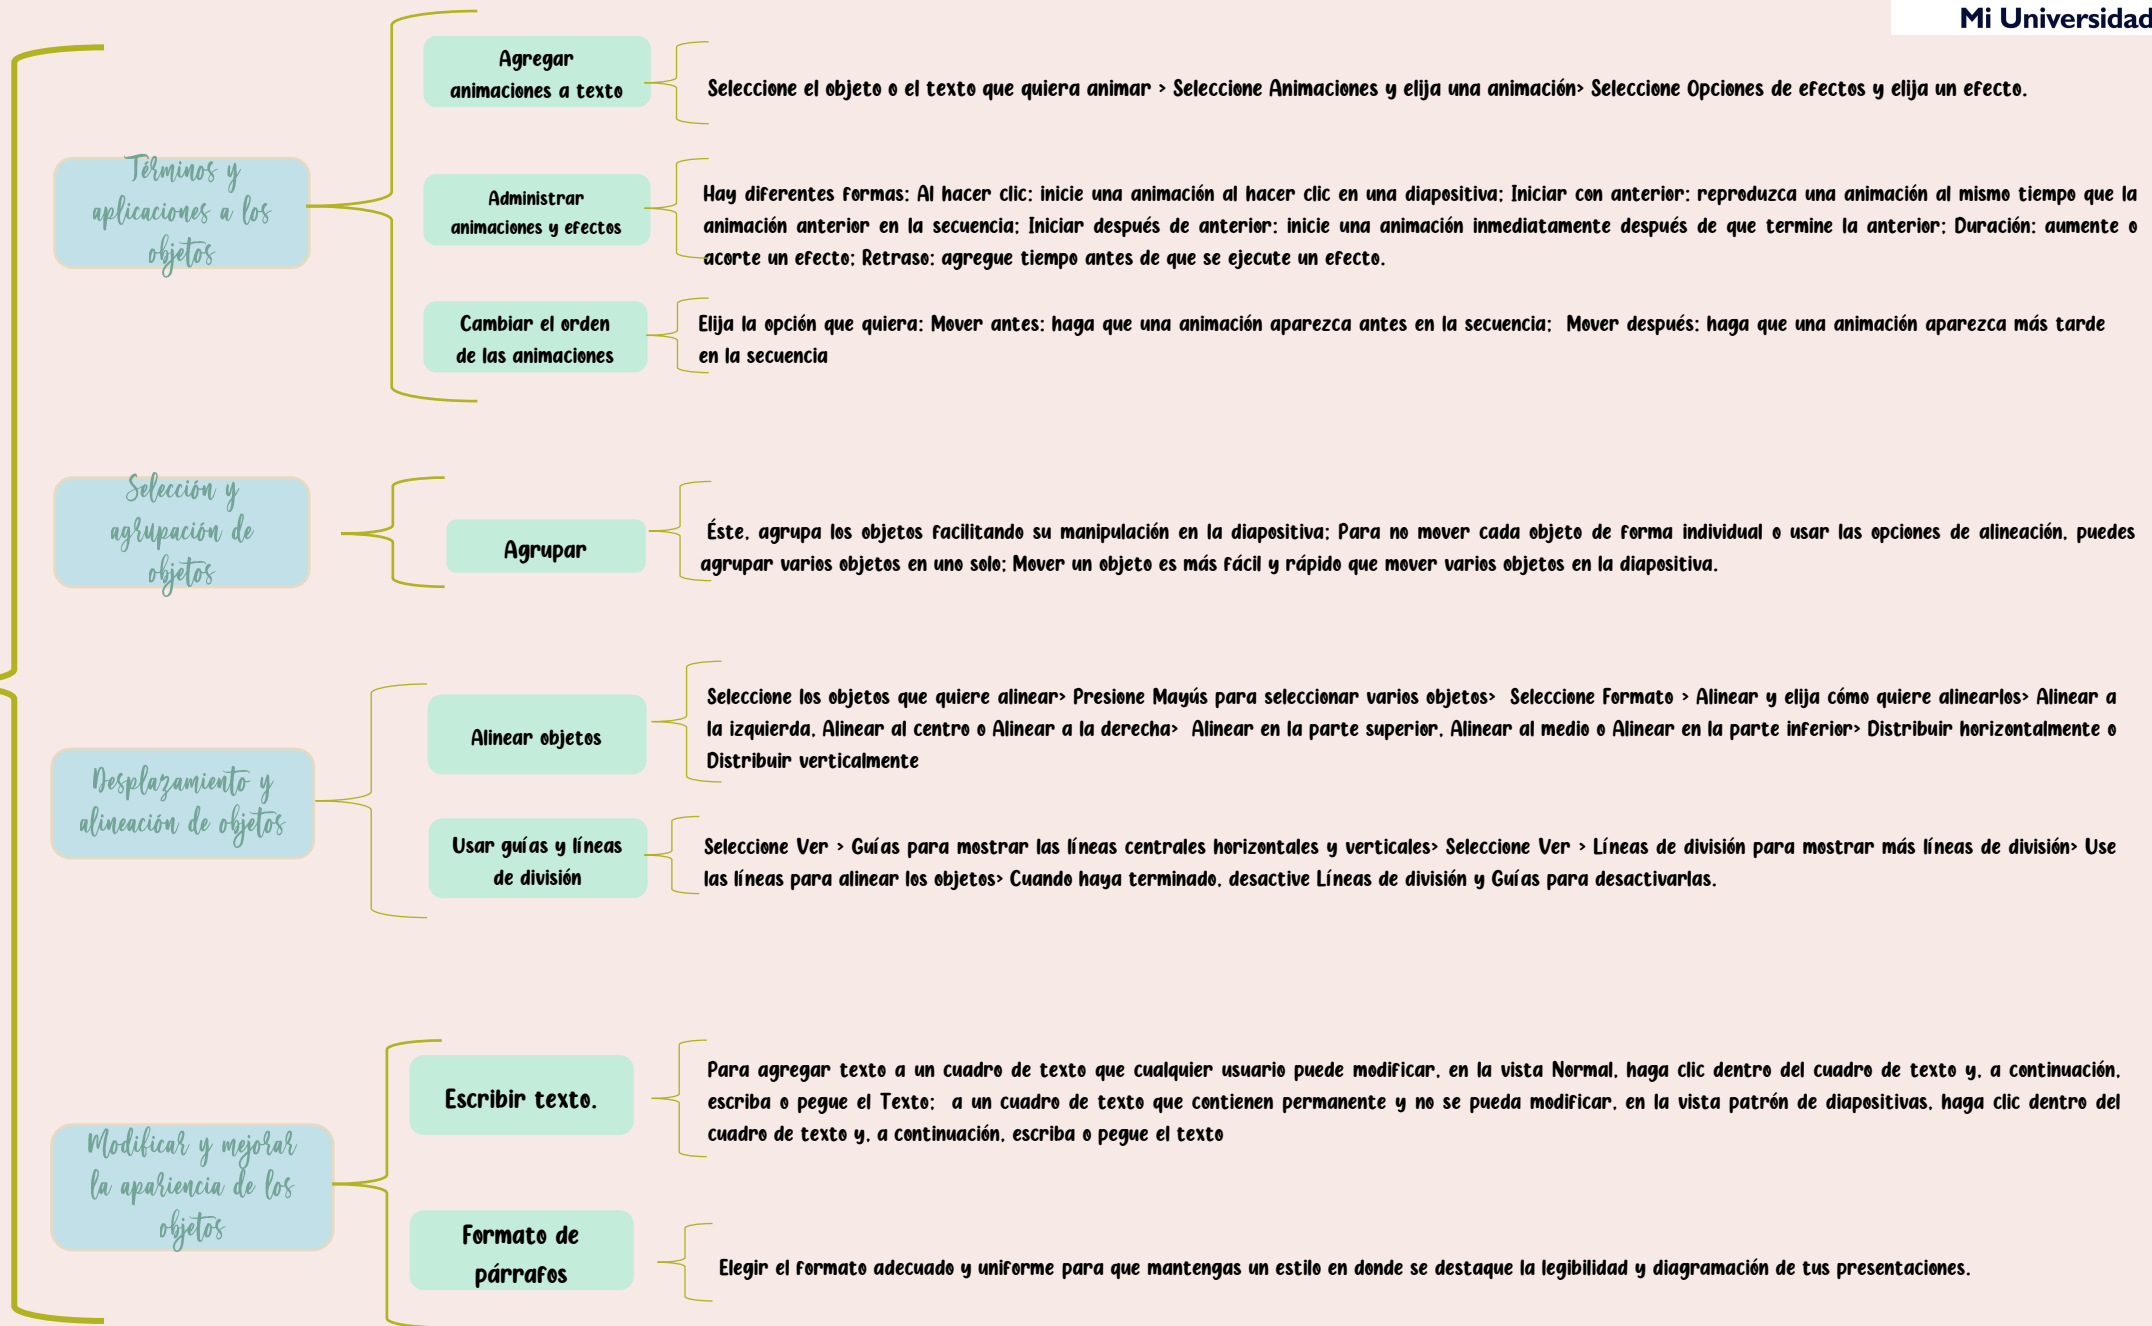 Mi Universidad
Términos y
aplicaciones a los
objetos
Agregar
animaciones a texto
Seleccione el objeto o el texto que quiera animar > Seleccione Animaciones y elija una animación> Seleccione Opciones de efectos y elija un efecto.
Administrar
animaciones y efectos
Hay diferentes formas: Al hacer clic: inicie una animación al hacer clic en una diapositiva; Iniciar con anterior: reproduzca una animación al mismo tiempo que la
animación anterior en la secuencia; Iniciar después de anterior: inicie una animación inmediatamente después de que termine la anterior; Duración: aumente o
acorte un efecto; Retraso: agregue tiempo antes de que se ejecute un efecto.
Cambiar el orden
de las animaciones
Elija la opción que quiera: Mover antes: haga que una animación aparezca antes en la secuencia;  Mover después: haga que una animación aparezca más tarde
en la secuencia
Selección y
agrupación de
objetos
Agrupar
Éste, agrupa los objetos facilitando su manipulación en la diapositiva; Para no mover cada objeto de forma individual o usar las opciones de alineación, puedes
agrupar varios objetos en uno solo; Mover un objeto es más fácil y rápido que mover varios objetos en la diapositiva.
Desplazamiento y
alineación de objetos
Alinear objetos
Seleccione los objetos que quiere alinear> Presione Mayús para seleccionar varios objetos>  Seleccione Formato > Alinear y elija cómo quiere alinearlos> Alinear a
la izquierda, Alinear al centro o Alinear a la derecha>  Alinear en la parte superior, Alinear al medio o Alinear en la parte inferior> Distribuir horizontalmente o
Distribuir verticalmente
Usar guías y líneas
de división
Seleccione Ver > Guías para mostrar las líneas centrales horizontales y verticales> Seleccione Ver > Líneas de división para mostrar más líneas de división> Use
las líneas para alinear los objetos> Cuando haya terminado, desactive Líneas de división y Guías para desactivarlas.
Modificar y mejorar
la apariencia de los
objetos
Escribir texto.
Para agregar texto a un cuadro de texto que cualquier usuario puede modificar, en la vista Normal, haga clic dentro del cuadro de texto y, a continuación,
escriba o pegue el Texto;  a un cuadro de texto que contienen permanente y no se pueda modificar, en la vista patrón de diapositivas, haga clic dentro del
cuadro de texto y, a continuación, escriba o pegue el texto
Formato de
párrafos
Elegir el formato adecuado y uniforme para que mantengas un estilo en donde se destaque la legibilidad y diagramación de tus presentaciones.